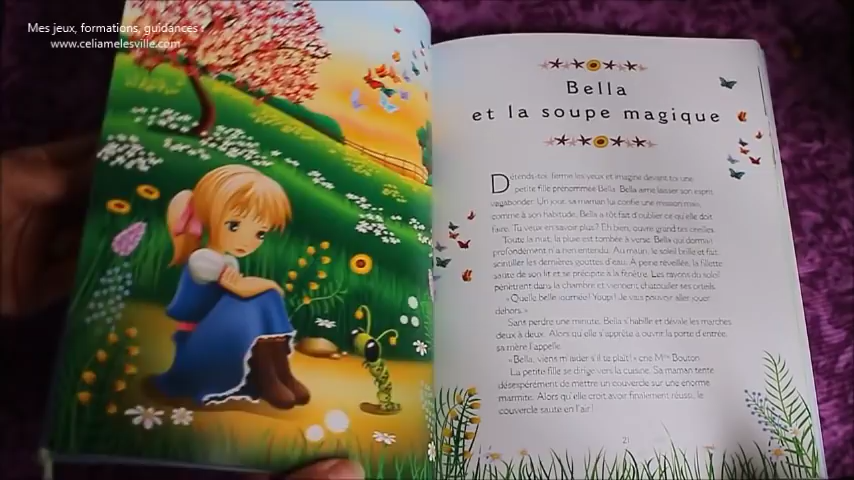 Mes jeux, formations, guidances :
www.celiamelesville.com
Bella
et la soupe magique
Détends-toi, ferme les yeux et imagine devant toi une
petite fille prénommée Bella. Bella aime laisser son esprit
vagabonder. Un jour, sa maman lui confie une mission mais,
comme à son habitude, Bella a tôt fait d'oublier ce qu'elle doit
faire. Tu veux en savoir plus? Eh bien, ouvre grand tes oreilles.
Toute la nuit, la pluie est tombée à verse. Bella qui dormait
profondément n'a rien entendu. Au matin, le soleil brille et fait
scintiller les dernières gouttes d'eau. À peine réveillée, la fillette
saute de son lit et se précipite à la fenêtre. Les rayons du soleil
pénètrent dans la chambre et viennent chatouiller ses orteils.
« Quelle belle journée! Youpi! Je vais pouvoir aller jouer
dehors. »
Sans perdre une minute, Bella s'habille et dévale les marches
deux à deux. Alors qu'elle s'apprête à ouvrir la porte d'entrée,
sa mère l'appelle.
« Bella, viens m'aider s'il te plaît! » crie Mme Bouton.
La petite fille se dirige vers la cuisine. Sa maman tente
désespérément de mettre un couvercle sur une énorme
marmite. Alors qu'elle croit avoir finalement réussi, le
couvercle saute en l'air!
21